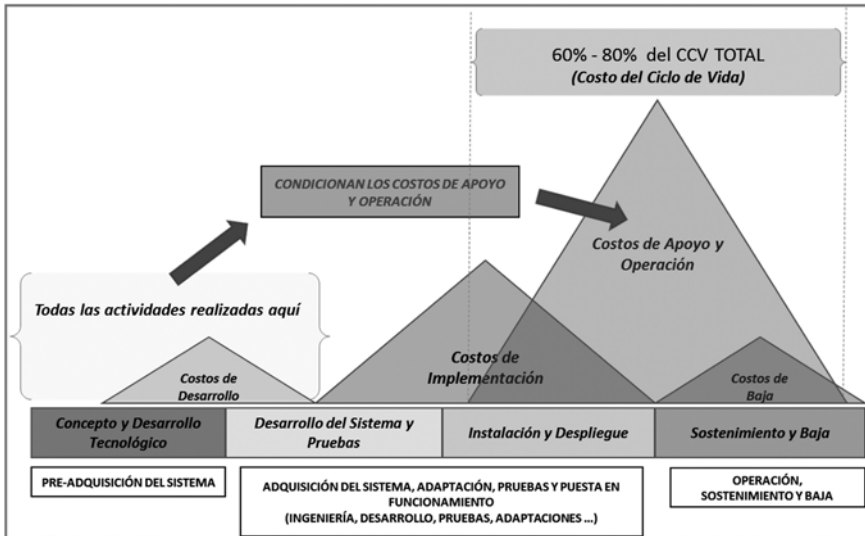 60% - 80% del CCV TOTAL
(Costo del Ciclo de Vida)
CONDICIONAN LOS COSTOS DE APOYO
Y OPERACIÓN
Costos de Apoyo y
Operación
Todas las actividades realizadas aquí
Costos de
Desarrollo
Costos de
Implementación
Costos de
Baja
Concepto y Desarrollo
Tecnológico
Desarrollo del Sistema y
Pruebas
Instalación y Despliegue
Sostenimiento y Baja
PRE-ADQUISICIÓN DEL SISTEMA
ADQUISICIÓN DEL SISTEMA, ADAPTACIÓN, PRUEBAS Y PUESTA EN
FUNCIONAMIENTO
(INGENIERÍA, DESARROLLO, PRUEBAS, ADAPTACIONES ...)
OPERACIÓN,
SOSTENIMIENTO Y BAJA